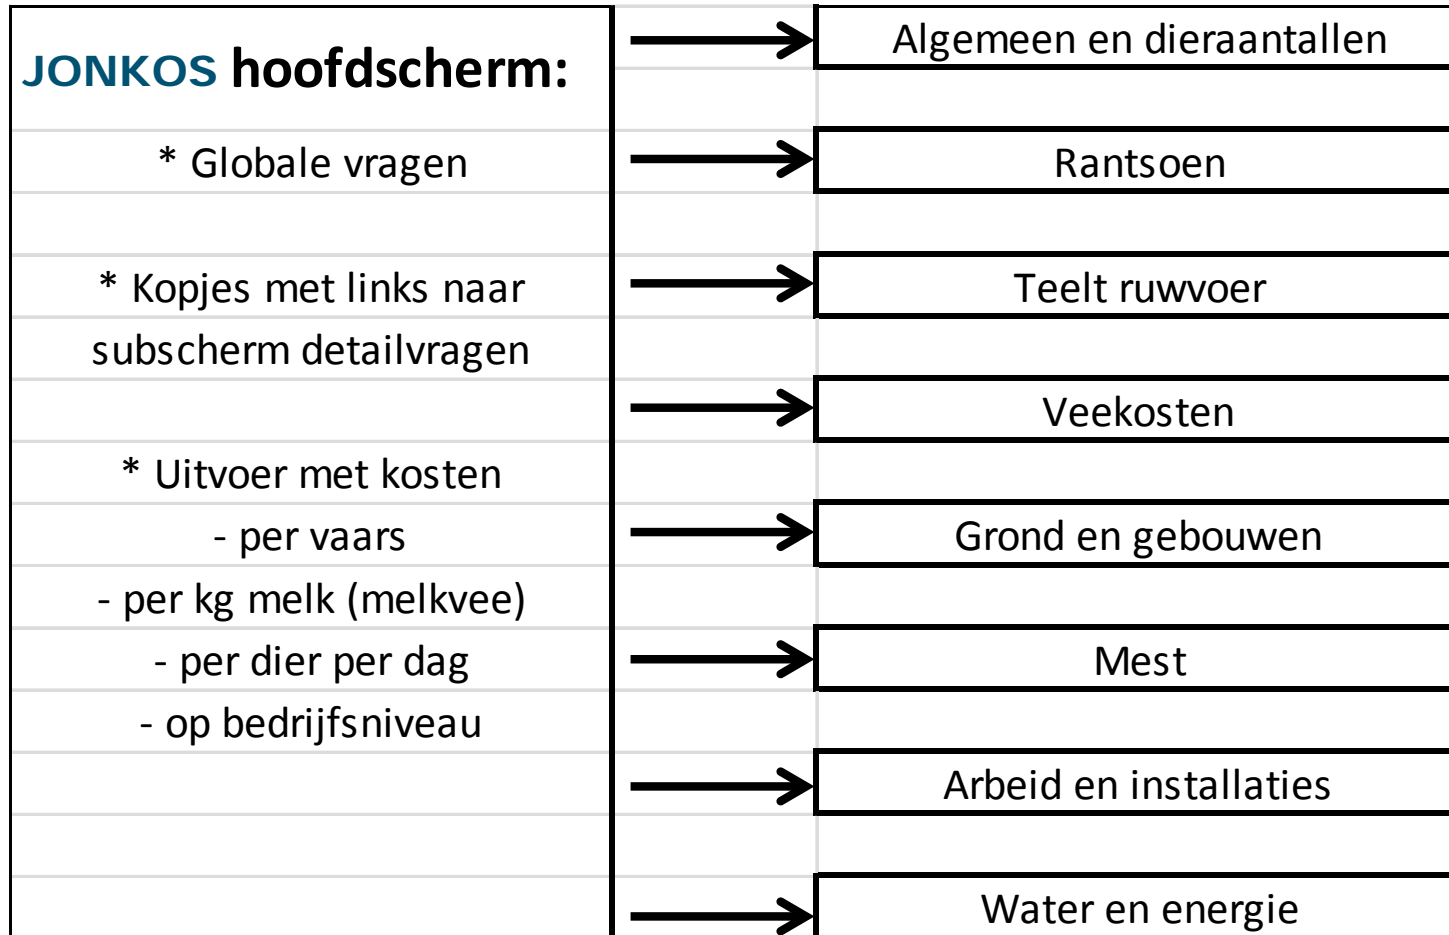 JONKOS hoofdscherm:
* Globale vragen
* Kopjes met links naar
subscherm detailvragen
* Uitvoer met kosten
- per vaars
- per kg melk (melkvee)
- per dier per dag
- op bedrijfsniveau
Algemeen en dieraantallen
Rantsoen
Teelt ruwvoer
Veekosten
Grond en gebouwen
Mest
Arbeid en installaties
Water en energie